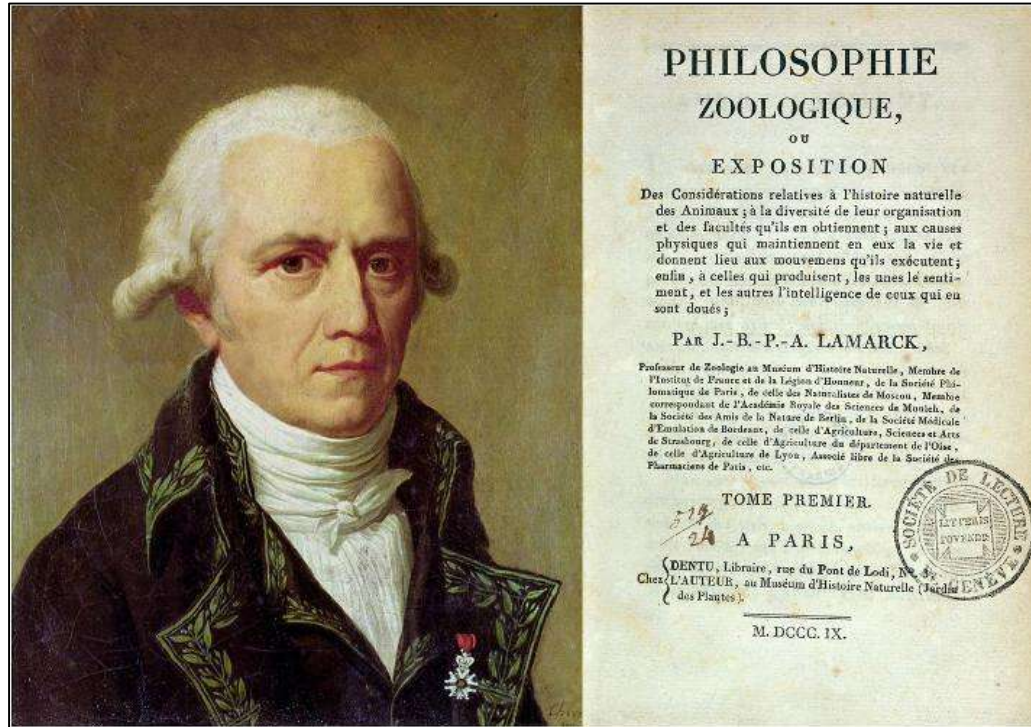 PHILOSOPHIE
ZOOLOGIQUE,
OU
EXPOSITION
Des Considérations relatives à l'histoire naturelle
des Animaux ; à la diversité de leur organisation
et des facultés qu'ils en obtiennent ; aux causes
physiques qui maintiennent en eux la vie et
donnent lieu aux mouvemens qu'ils exécutent ;
enfin , à celles qui produisent , les unes le senti-
ment , et les autres l'intelligence de ceux qui en
sont doués ;
PAR J.-B.-P.-A. LAMARCK,
Professeur de Zoologie au Muséum d'Histoire Naturelle , Membre de
l'Institut de France et de la Légion d'Honneur , de la Société Phi-
lomatique de Paris , de celle des Naturalistes de Moscou , Membre
correspondant de l'Académie Royale des Sciences de Munich , de
la Société des Amis de la Nature de Berlin , de la Société Médicale
d'Emulation de Bordeaux , de celle d'Agriculture , Sciences et Arts
de Strasbourg , de celle d'Agriculture du département de l'Oise ,
de celle d'Agriculture de Lyon , Associé libre de la Société des
Pharmaciens de Paris , etc.
TOME PREMIER.
24
A PARIS,
SOCIÉTÉ DE LECTURE
GENÈVE
Chez
DENTU, Libraire, rue du Pont de Lodi, N.º 3;
L'AUTEUR, au Muséum d'Histoire Naturelle (Jardin
des Plantes).
M. DCCC. IX.